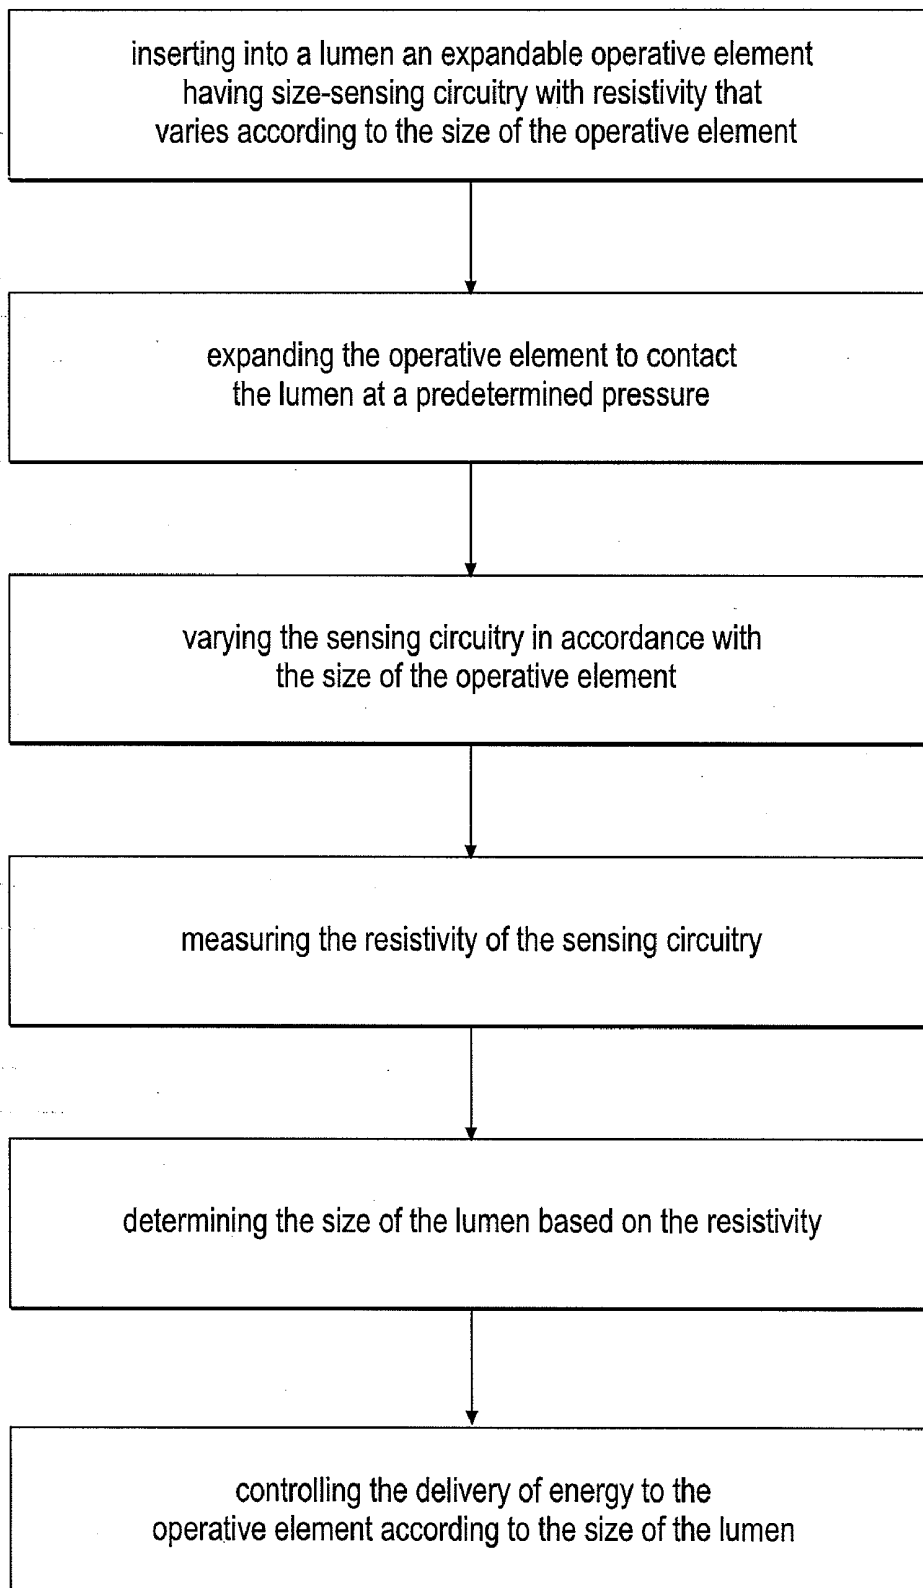 inserting into a lumen an expandable operative element
having size-sensing circuitry with resistivity that
varies according to the size of the operative element
expanding the operative element to contact
the lumen at a predetermined pressure
varying the sensing circuitry in accordance with
the size of the operative element
measuring the resistivity of the sensing circuitry
determining the size of the lumen based on the resistivity
controlling the delivery of energy to the
operative element according to the size of the lumen